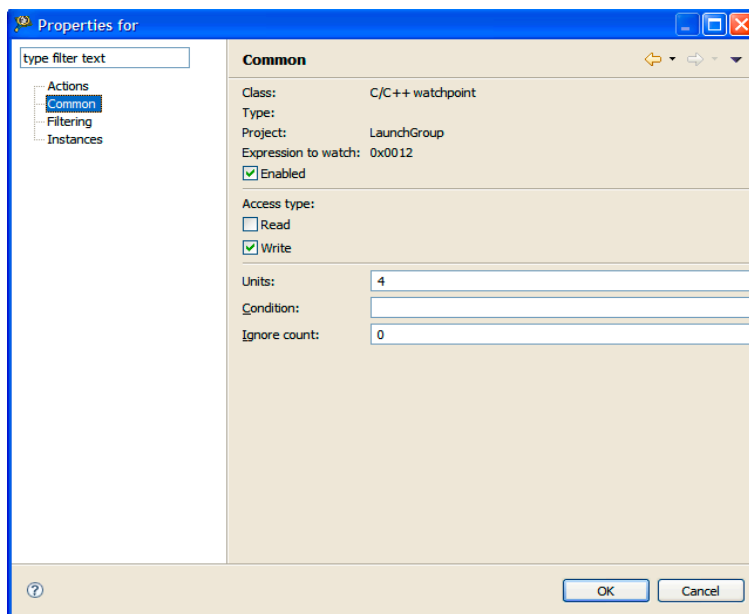 Properties for
type filter text
Actions
Common
Filtering
Instances
Common
Class: C/C++ watchpoint
Type:
Project: LaunchGroup
Expression to watch: 0x0012
Enabled
Access type:
Read
Write
Units: 4
Condition:
Ignore count: 0
OK Cancel